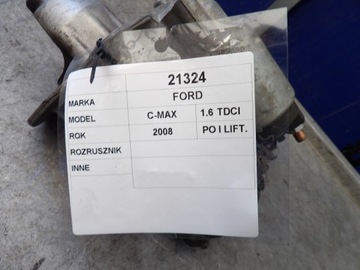 21324
MARKA FORD
MODEL C-MAX 1.6 TDCI
ROK 2008 PO I LIFT.
ROZRUSZNIK
INNE